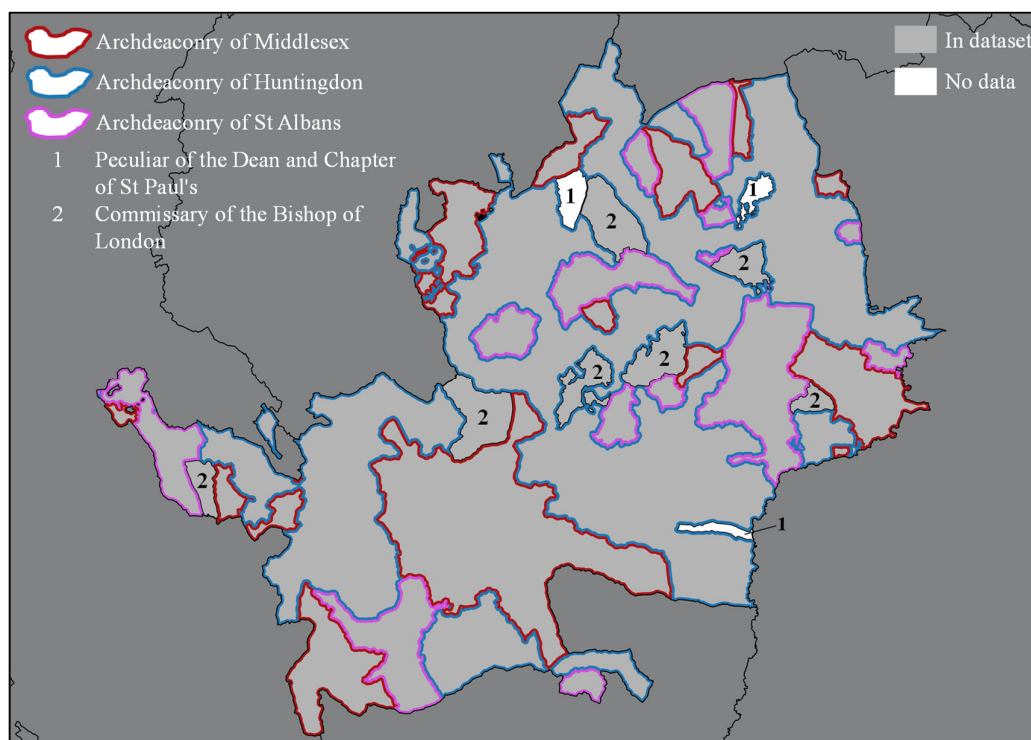 Archdeaconry of Middlesex
Archdeaconry of Huntingdon
Archdeaconry of St Albans
1 Peculiar of the Dean and Chapter
of St Paul's
2 Commissary of the Bishop of
London
In dataset
No data
1
2
1
2
2
2
2
2
2
1